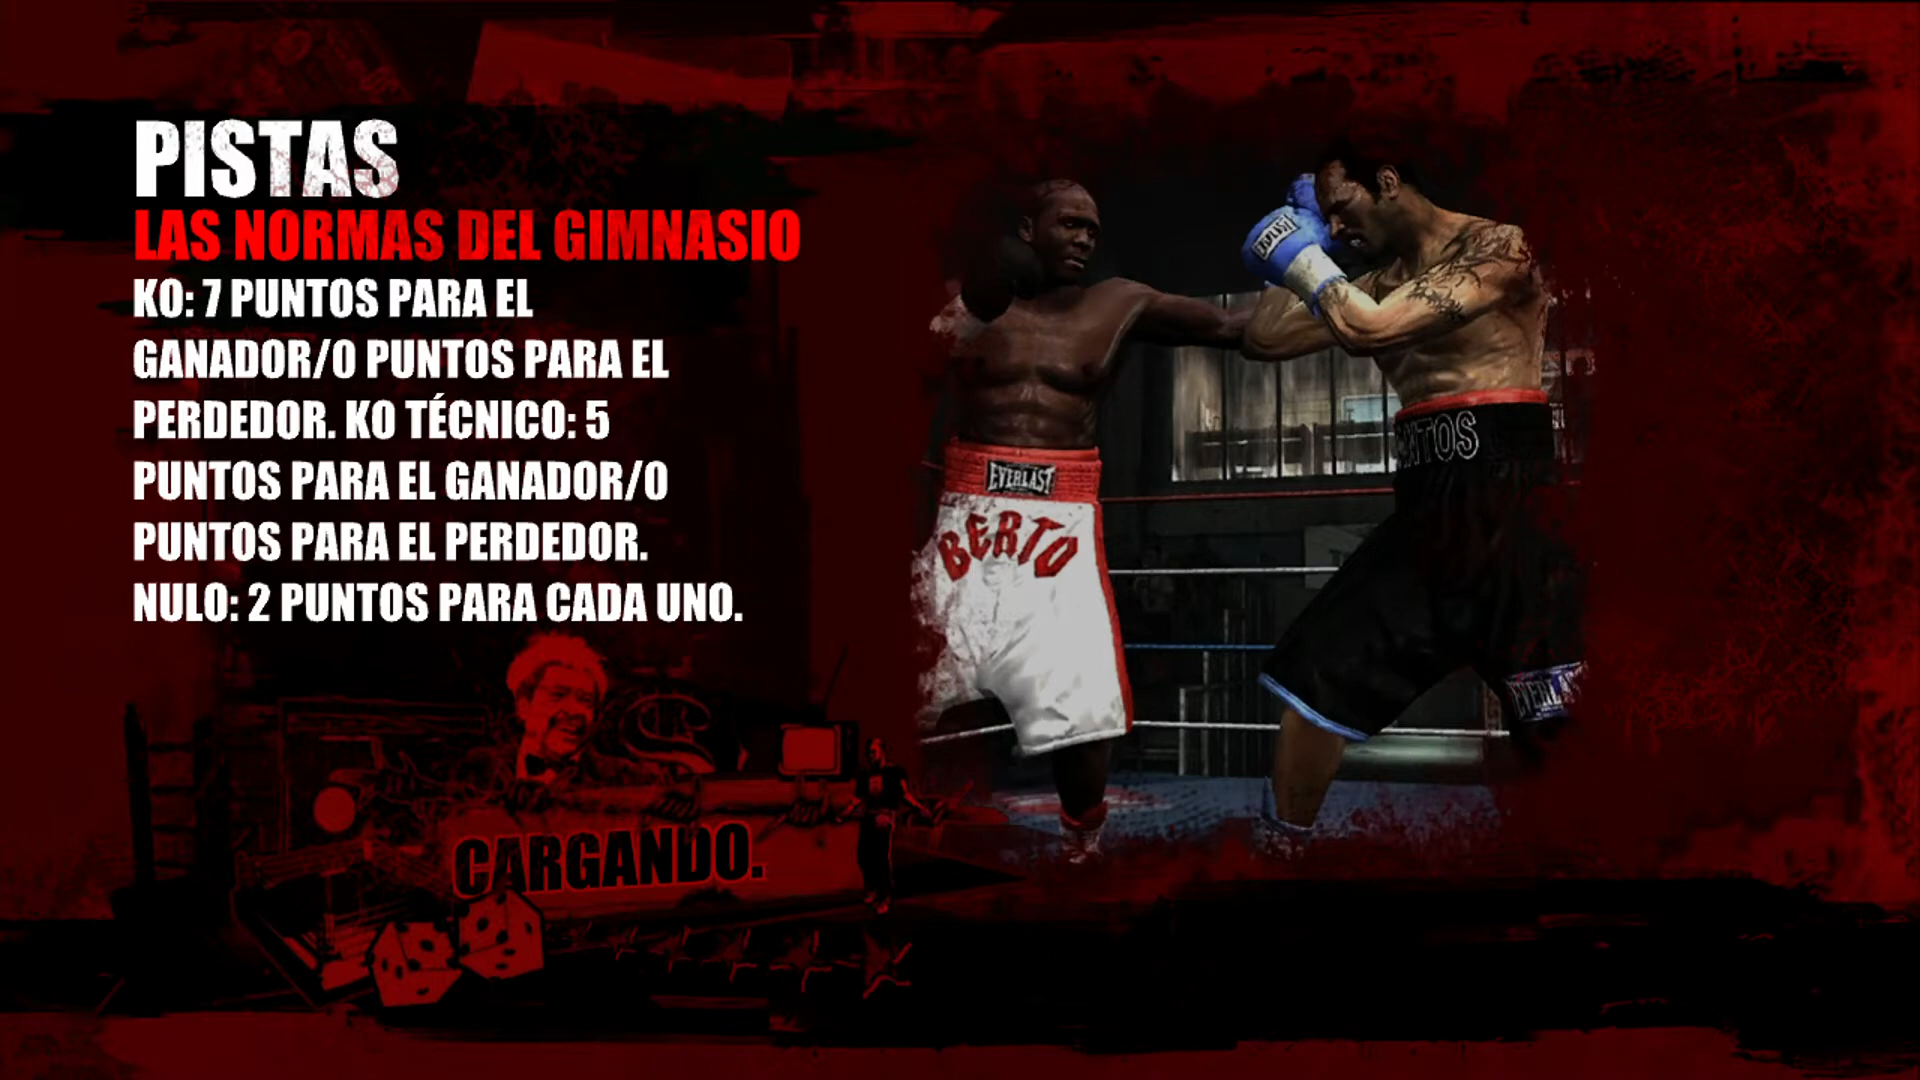 PISTAS
LAS NORMAS DEL GIMNASIO
KO: 7 PUNTOS PARA EL
GANADOR/0 PUNTOS PARA EL
PERDEDOR. KO TÉCNICO: 5
PUNTOS PARA EL GANADOR/0
PUNTOS PARA EL PERDEDOR.
NULO: 2 PUNTOS PARA CADA UNO.
EVERLAST
BERTO
EVERLAST
CARGANDO.